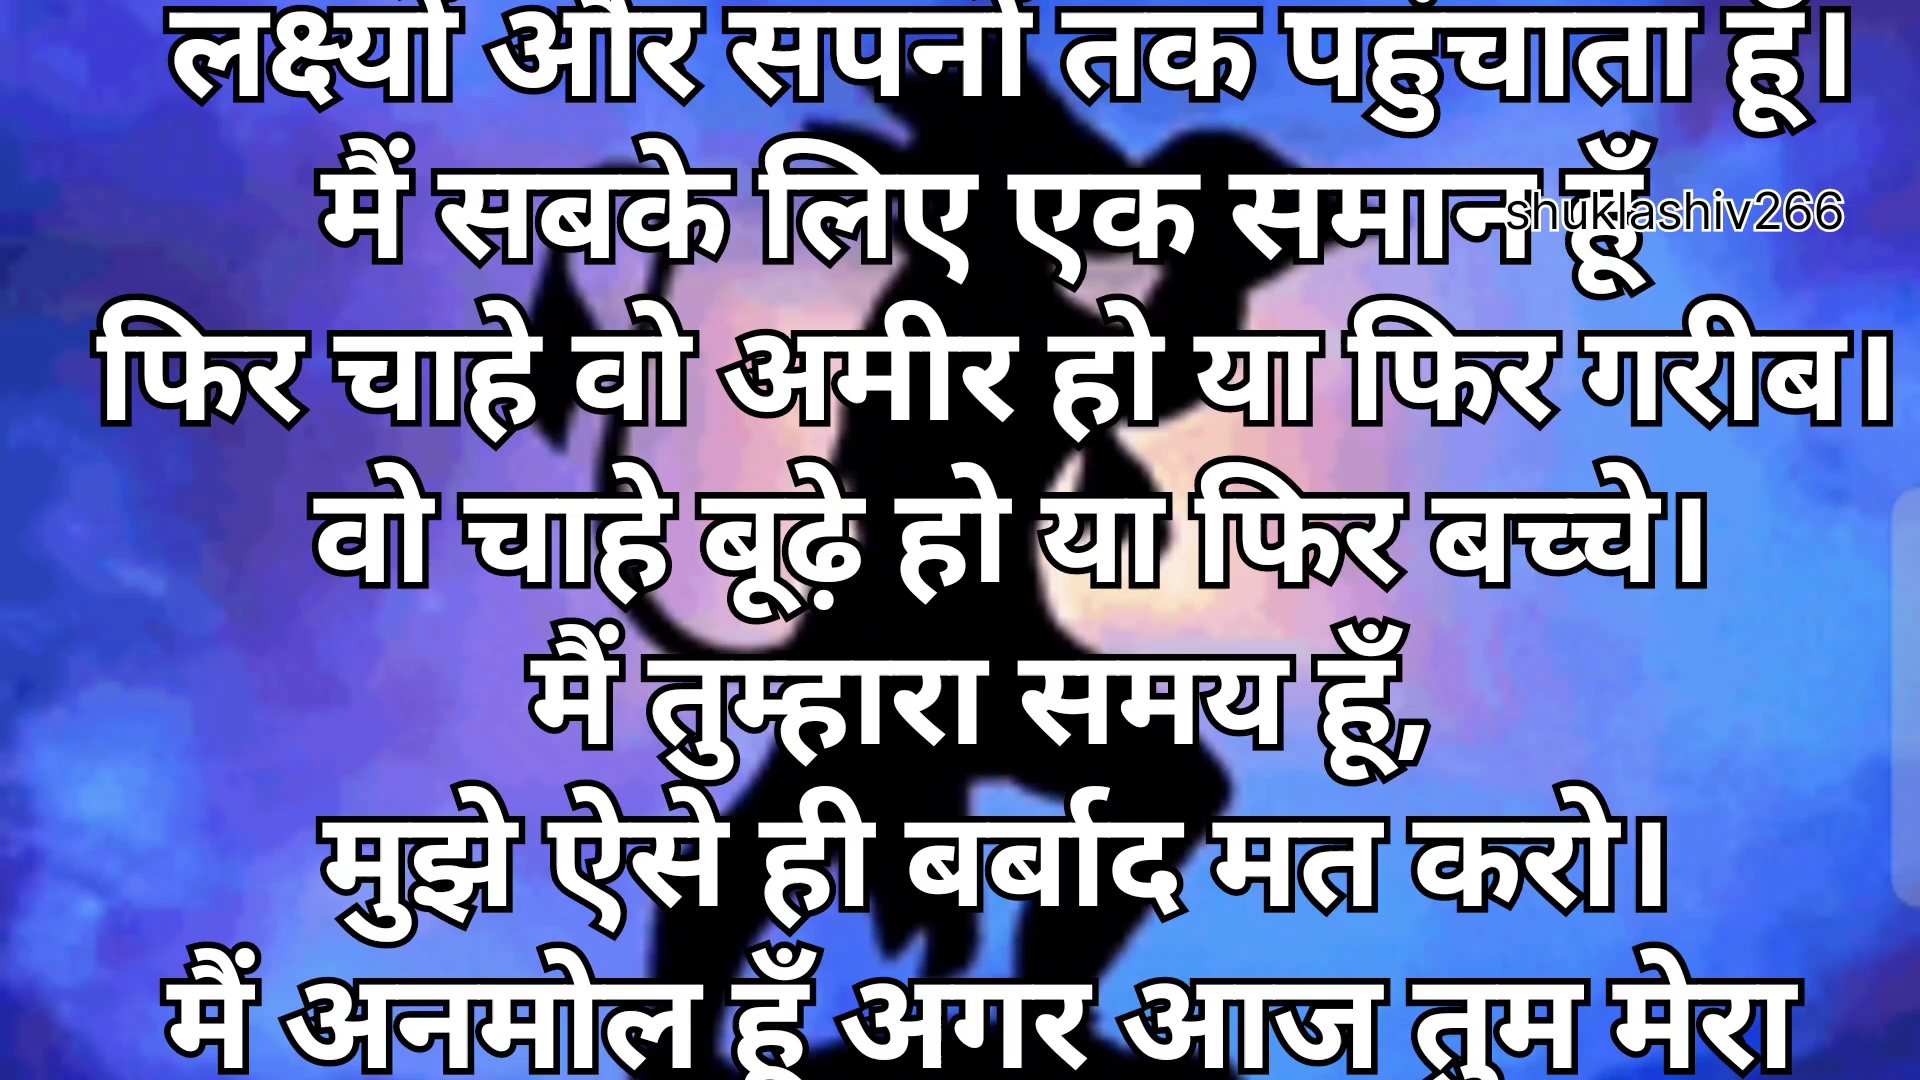 लक्ष्यों और सपनों तक पहुंचाता हूँ।
मैं सबके लिए एक समान हूँ
shuklashiv266
फिर चाहे वो अमीर हो या फिर गरीब।
वो चाहे बूढ़े हो या फिर बच्चे।
मैं तुम्हारा समय हूँ,
मुझे ऐसे ही बर्बाद मत करो।
मैं अनमोल हूँ अगर आज तुम मेरा